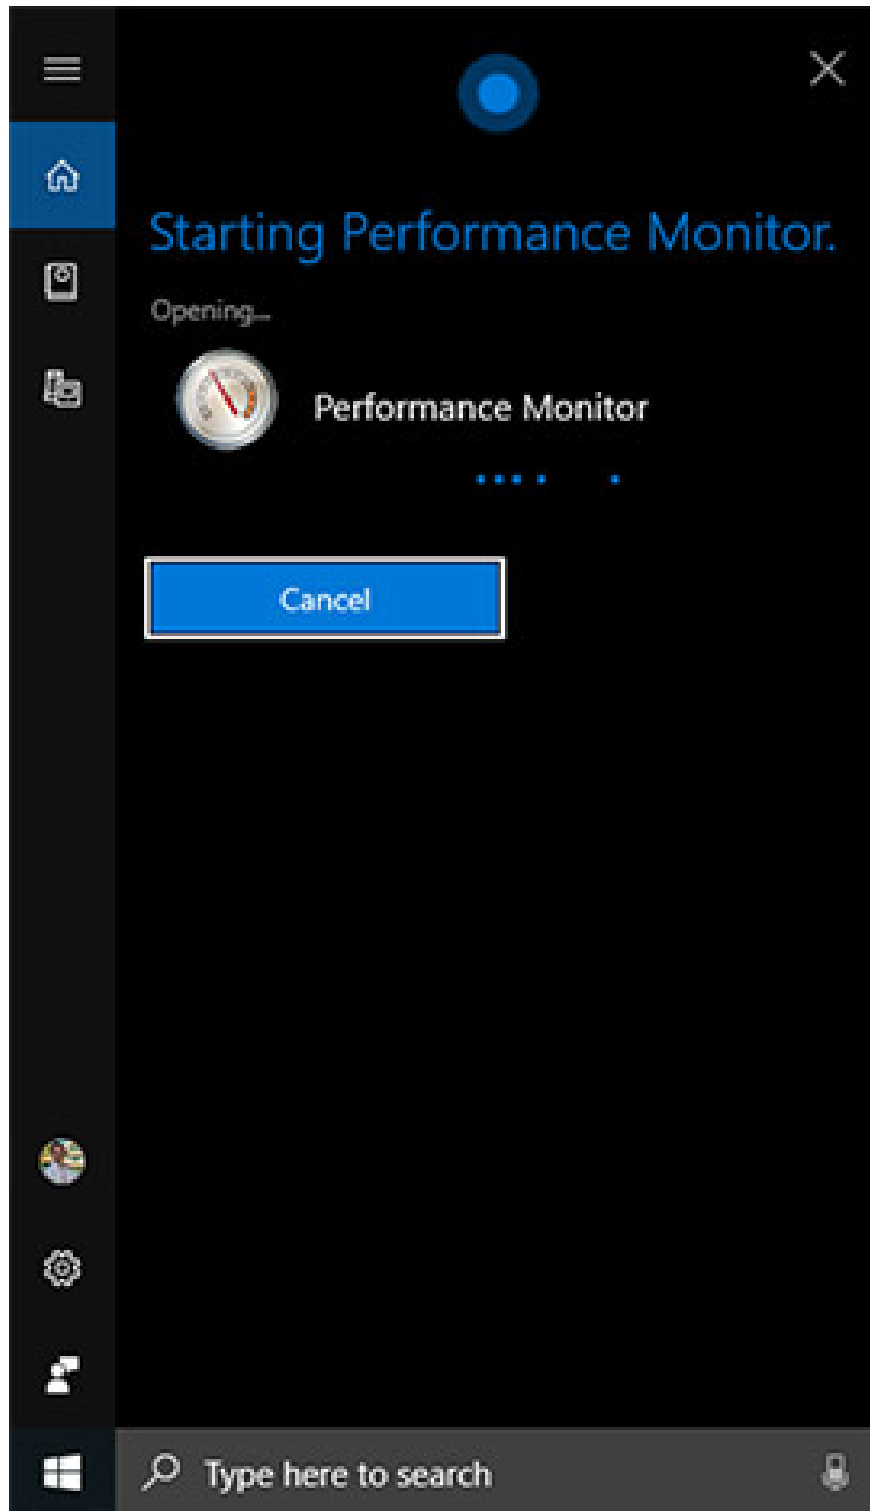 Starting Performance Monitor.
Opening...
Performance Monitor
Cancel
Type here to search